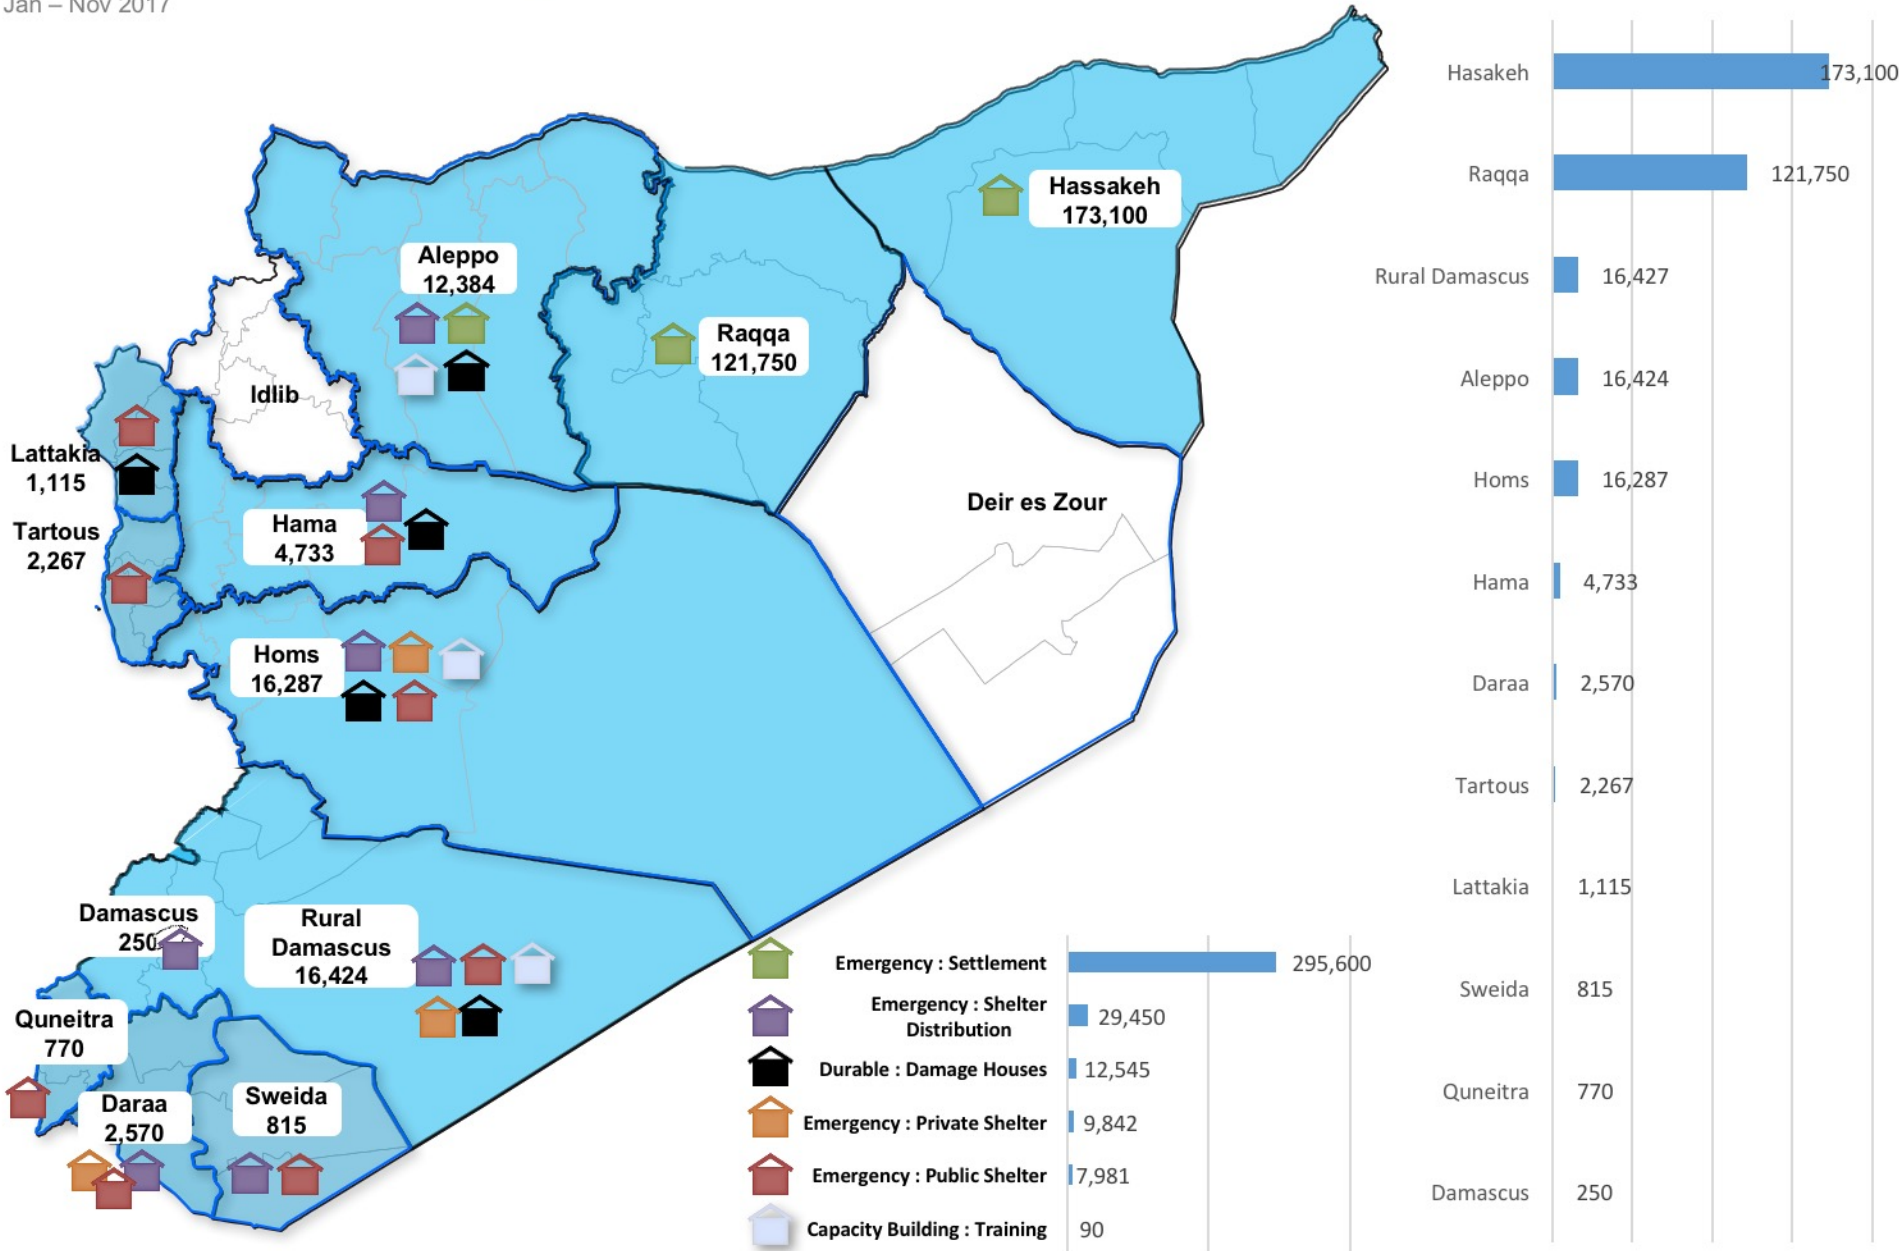 Jan – Nov 2017
Hassakeh
173,100
Aleppo
12,384
Raqqa
121,750
Idlib
Lattakia
1,115
Tartous
2,267
Hama
4,733
Deir es Zour
Homs
16,287
Damascus
250
Rural
Damascus
16,424
Quneitra
770
Daraa
2,570
Sweida
815
Emergency : Settlement 295,600
Emergency : Shelter
Distribution 29,450
Durable : Damage Houses 12,545
Emergency : Private Shelter 9,842
Emergency : Public Shelter 7,981
Capacity Building : Training 90
Hasakeh 173,100
Raqqa 121,750
Rural Damascus 16,427
Aleppo 16,424
Homs 16,287
Hama 4,733
Daraa 2,570
Tartous 2,267
Lattakia 1,115
Sweida 815
Quneitra 770
Damascus 250